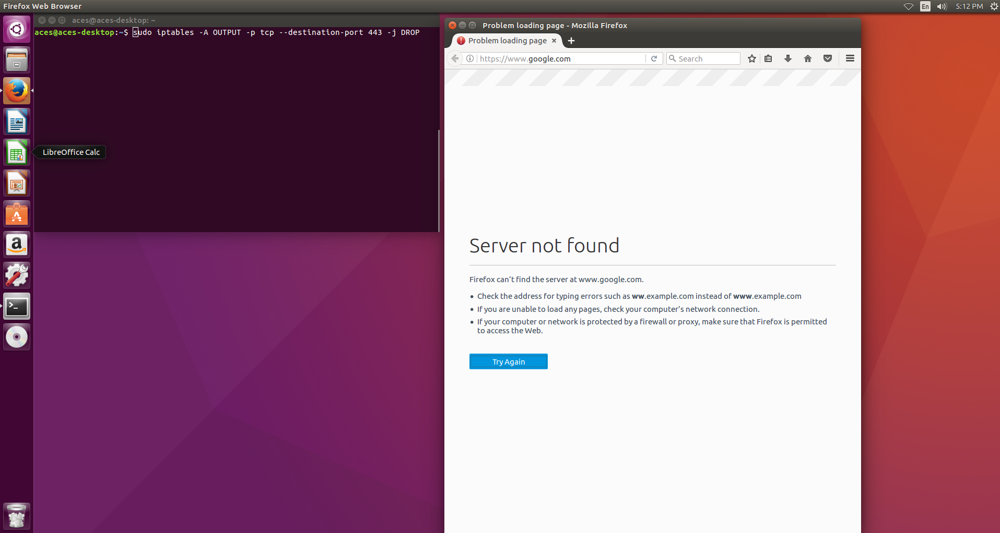 Firefox Web Browser
En
5:12 PM
aces@aces-desktop: ~
aces@aces-desktop:~$ sudo iptables -A OUTPUT -p tcp --destination-port 443 -j DROP
LibreOffice Calc
Problem loading page - Mozilla Firefox
Problem loading page
https://www.google.com
Search
Server not found
Firefox can’t find the server at www.google.com.
Check the address for typing errors such as ww.example.com instead of www.example.com
If you are unable to load any pages, check your computer’s network connection.
If your computer or network is protected by a firewall or proxy, make sure that Firefox is permitted
to access the Web.
Try Again